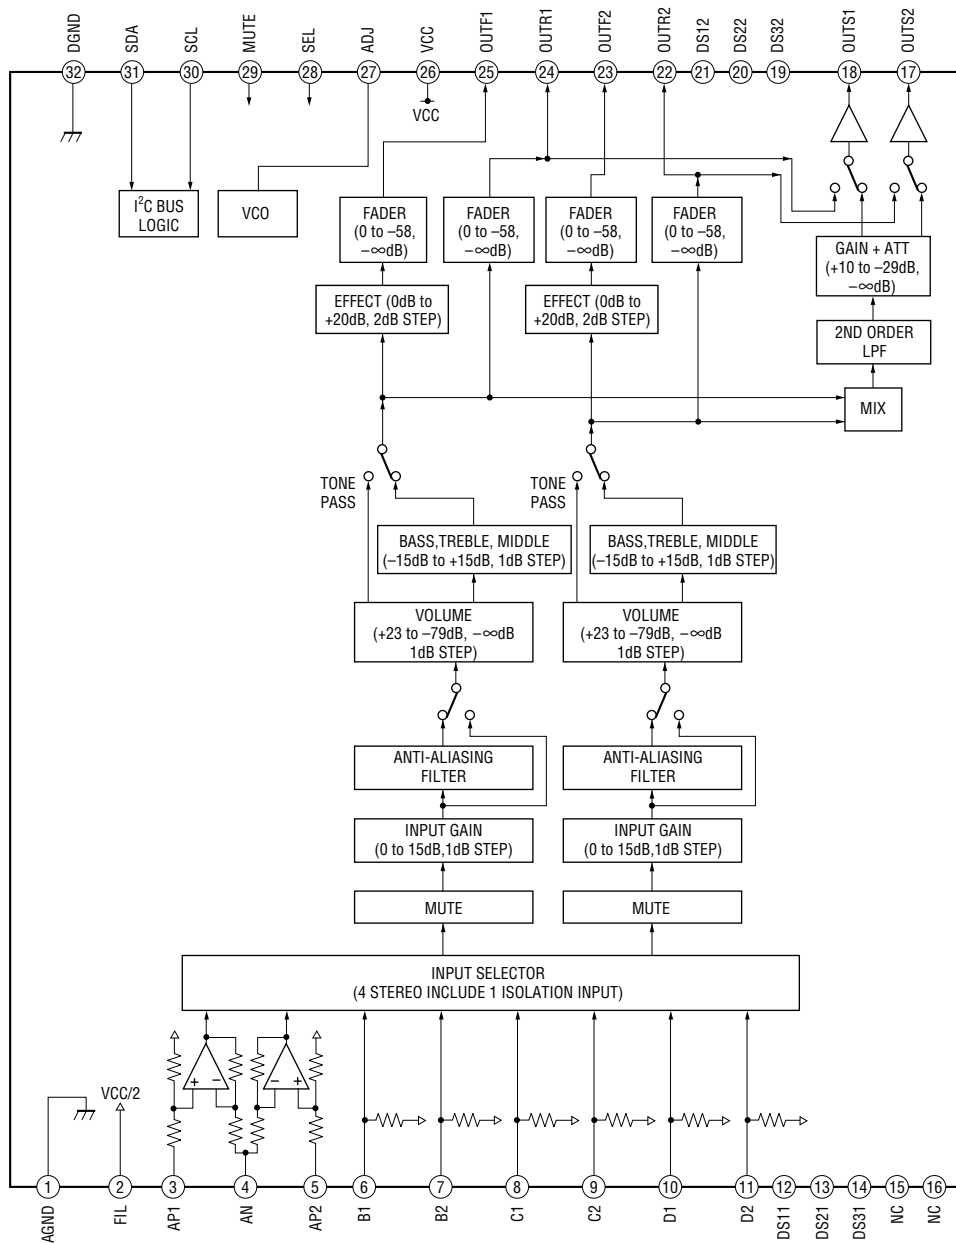 DGND
SDA
SCL
MUTE
SEL
ADJ
VCC
OUTF1
OUTR1
OUTF2
OUTR2
DS12
DS22
DS32
OUTS1
OUTS2
32
31
30
29
28
27
26
25
24
23
22
21
20
19
18
17
VCC
I²C BUS
LOGIC
VCO
FADER
(0 to –58,
–∞dB)
FADER
(0 to –58,
–∞dB)
FADER
(0 to –58,
–∞dB)
FADER
(0 to –58,
–∞dB)
GAIN + ATT
(+10 to –29dB,
–∞dB)
EFFECT (0dB to
+20dB, 2dB STEP)
EFFECT (0dB to
+20dB, 2dB STEP)
2ND ORDER
LPF
MIX
TONE
PASS
TONE
PASS
BASS,TREBLE, MIDDLE
(–15dB to +15dB, 1dB STEP)
BASS,TREBLE, MIDDLE
(–15dB to +15dB, 1dB STEP)
VOLUME
(+23 to –79dB, –∞dB
1dB STEP)
VOLUME
(+23 to –79dB, –∞dB
1dB STEP)
ANTI-ALIASING
FILTER
ANTI-ALIASING
FILTER
INPUT GAIN
(0 to 15dB,1dB STEP)
INPUT GAIN
(0 to 15dB,1dB STEP)
MUTE
MUTE
INPUT SELECTOR
(4 STEREO INCLUDE 1 ISOLATION INPUT)
+
–
–
+
VCC/2
1
2
3
4
5
6
7
8
9
10
11
12
13
14
15
16
AGND
FIL
AP1
AN
AP2
B1
B2
C1
C2
D1
D2
DS11
DS21
DS31
NC
NC